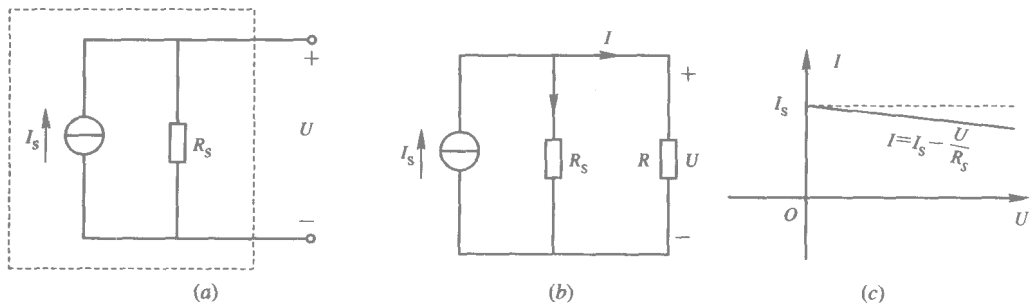 I_S
R_S
+
U
−
(a)
I
I_S
R_S
R
+
U
−
(b)
I
I_S
I=I_S−U/R_S
O
U
(c)